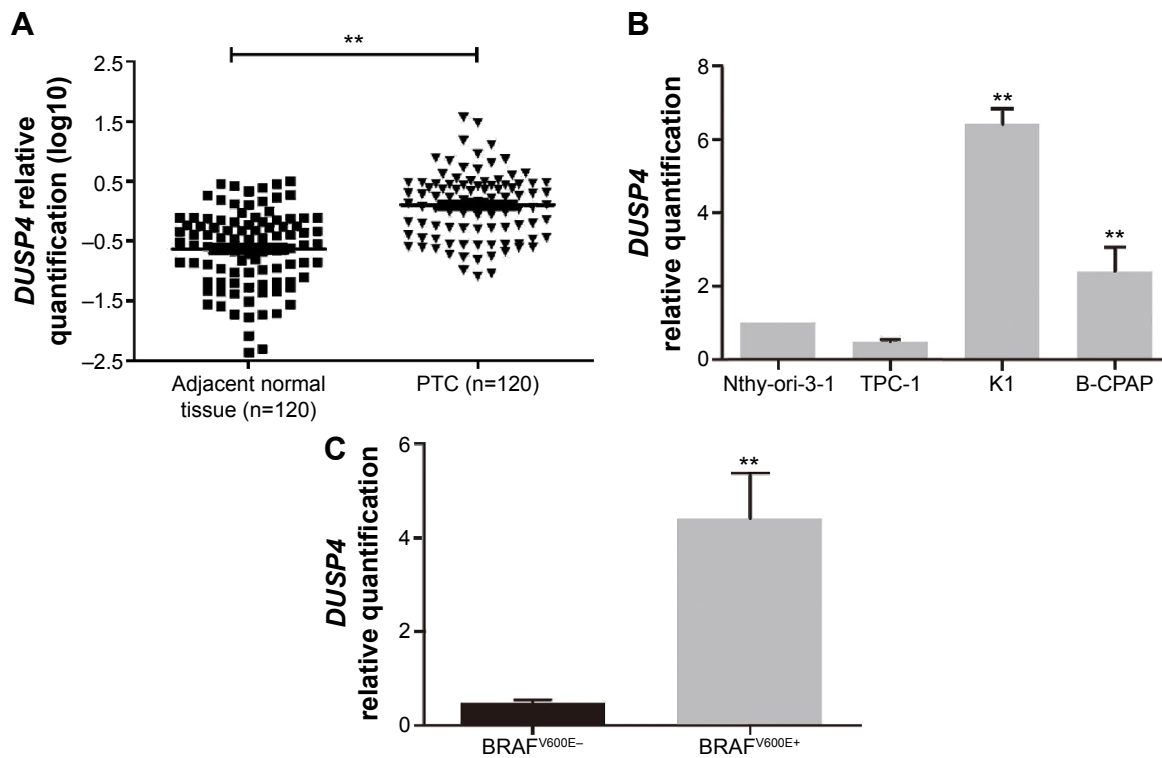 A
**
DUSP4 relative
quantification (log10)
2.5
1.5
0.5
–0.5
–1.5
–2.5
Adjacent normal
tissue (n=120)
PTC (n=120)
B
DUSP4
relative quantification
8
6
4
2
0
**
**
Nthy-ori-3-1
TPC-1
K1
B-CPAP
C
DUSP4
relative quantification
6
4
2
0
**
BRAFV600E–
BRAFV600E+